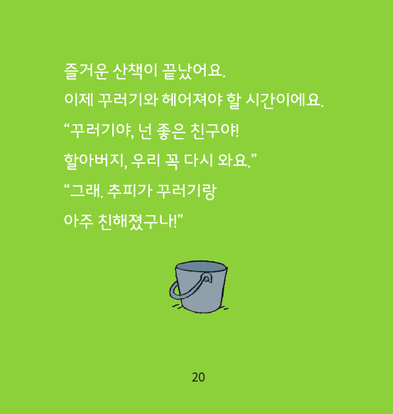 즐거운 산책이 끝났어요.
이제 꾸러기와 헤어져야 할 시간이에요.
“꾸러기야, 넌 좋은 친구야!
할아버지, 우리 꼭 다시 와요.”
“그래. 추피가 꾸러기랑
아주 친해졌구나!”
20